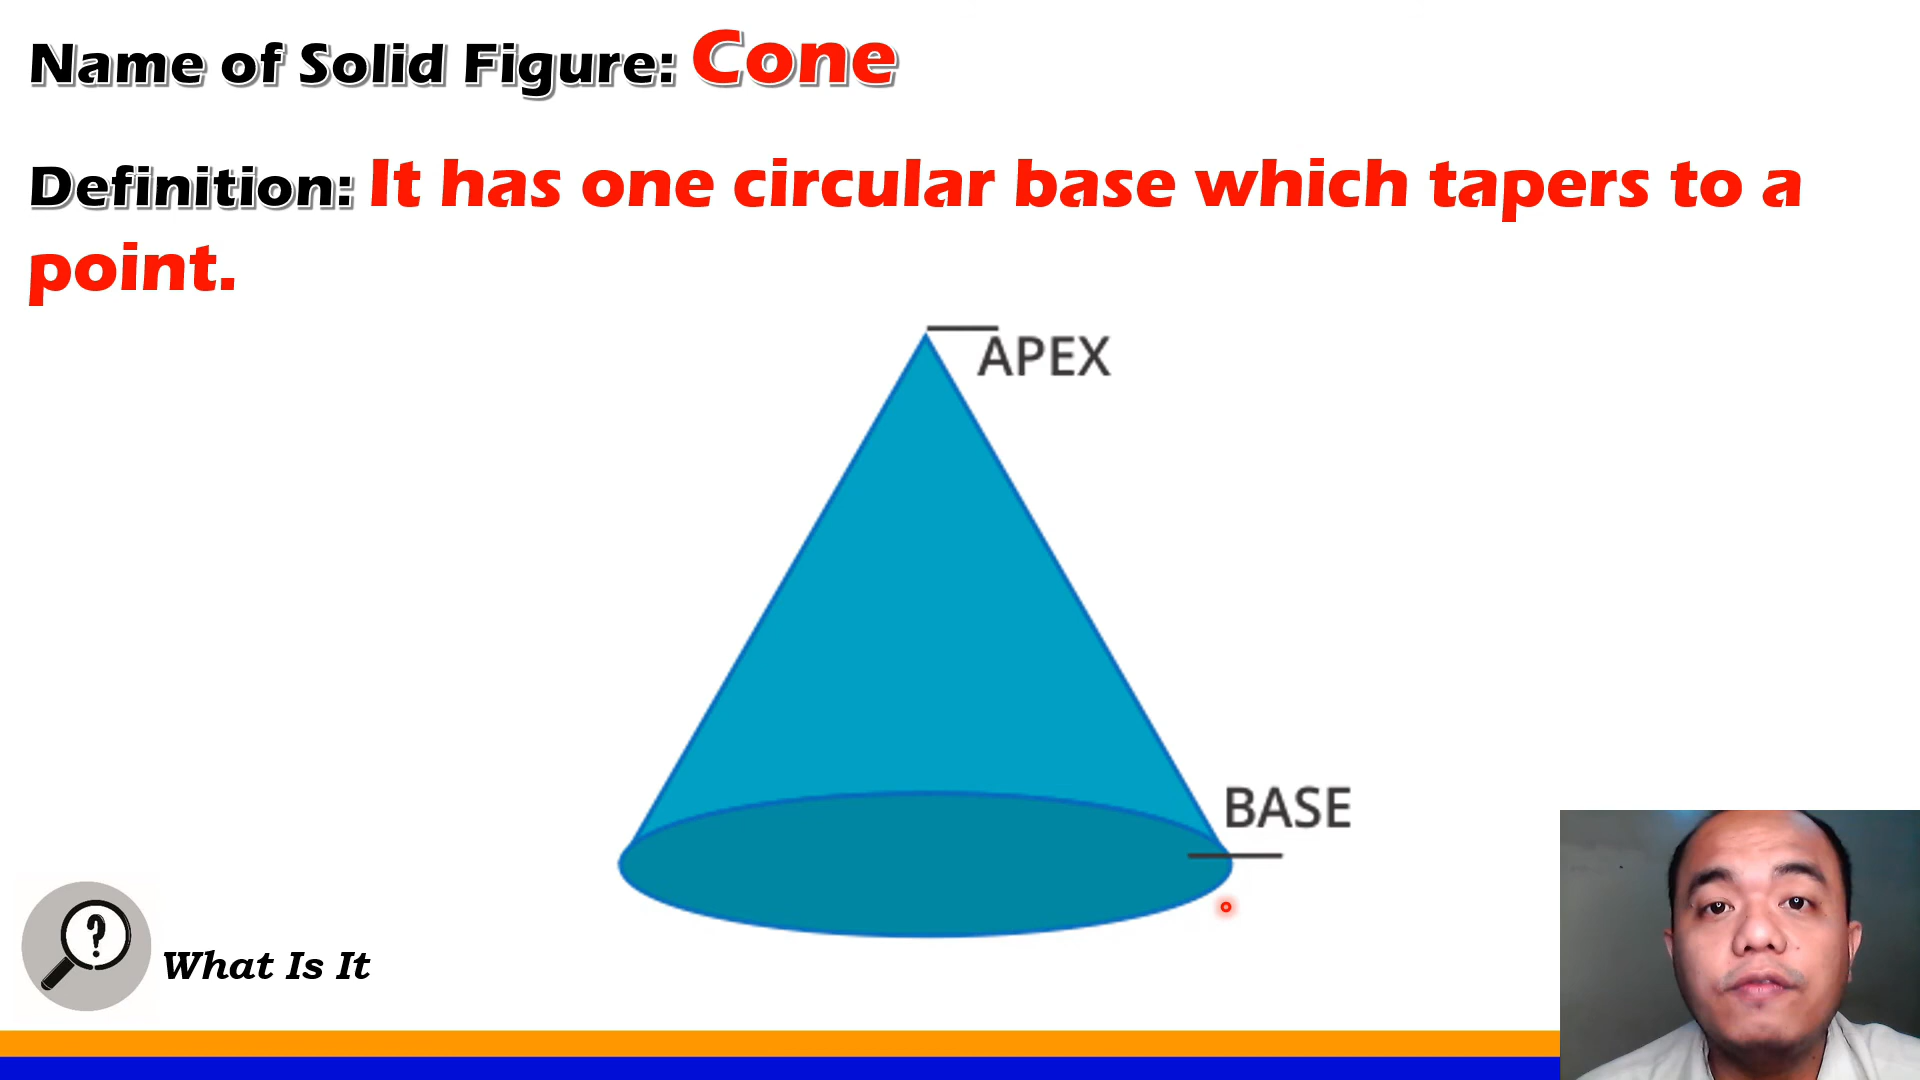 Name of Solid Figure: Cone
Definition: It has one circular base which tapers to a
point.
APEX
BASE
?
What Is It